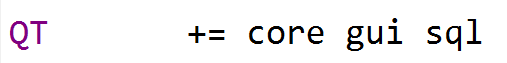 QT       += core gui sql